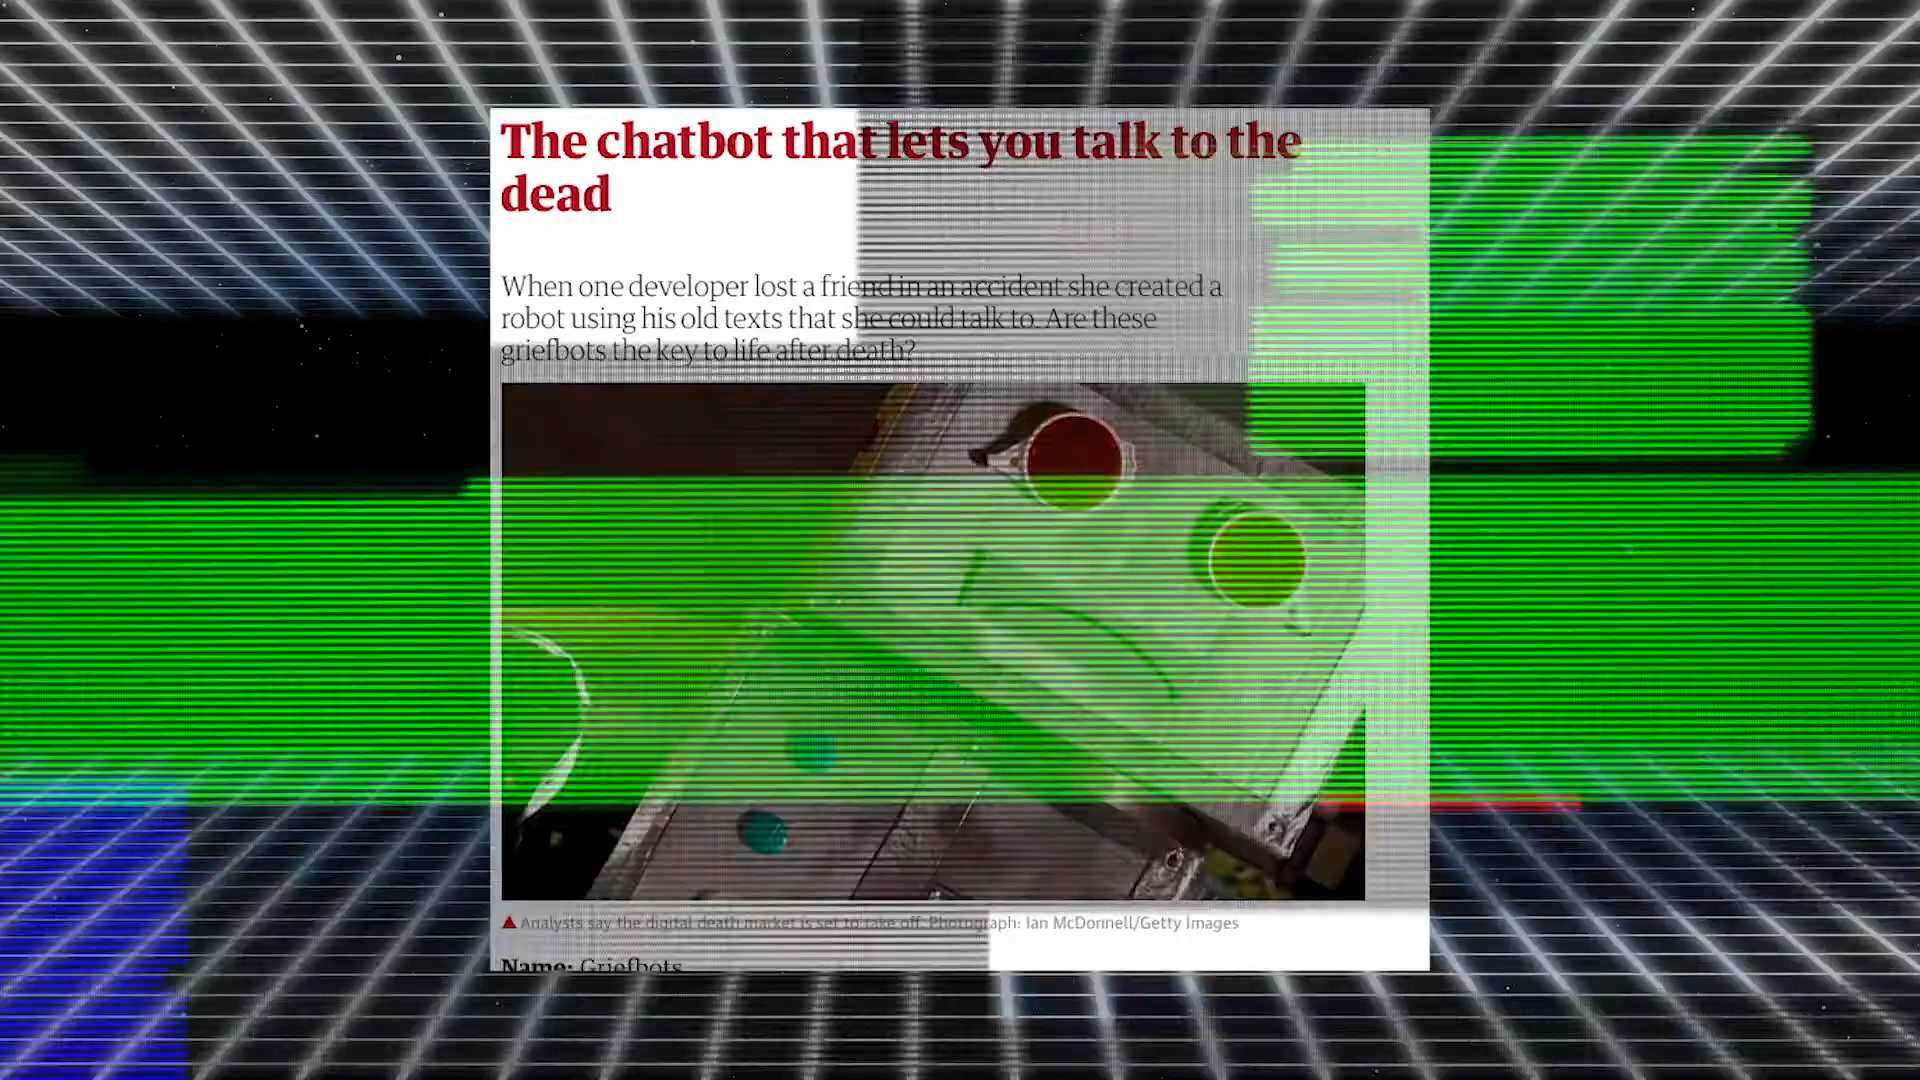 The chatbot that lets you talk to the
dead
When one developer lost a friend in an accident she created a
robot using his old texts that she could talk to. Are these
griefbots the key to life after death?
Analysts say the digital death market is set to take off. Photograph: Ian McDonnell/Getty Images
Name: Griefbots